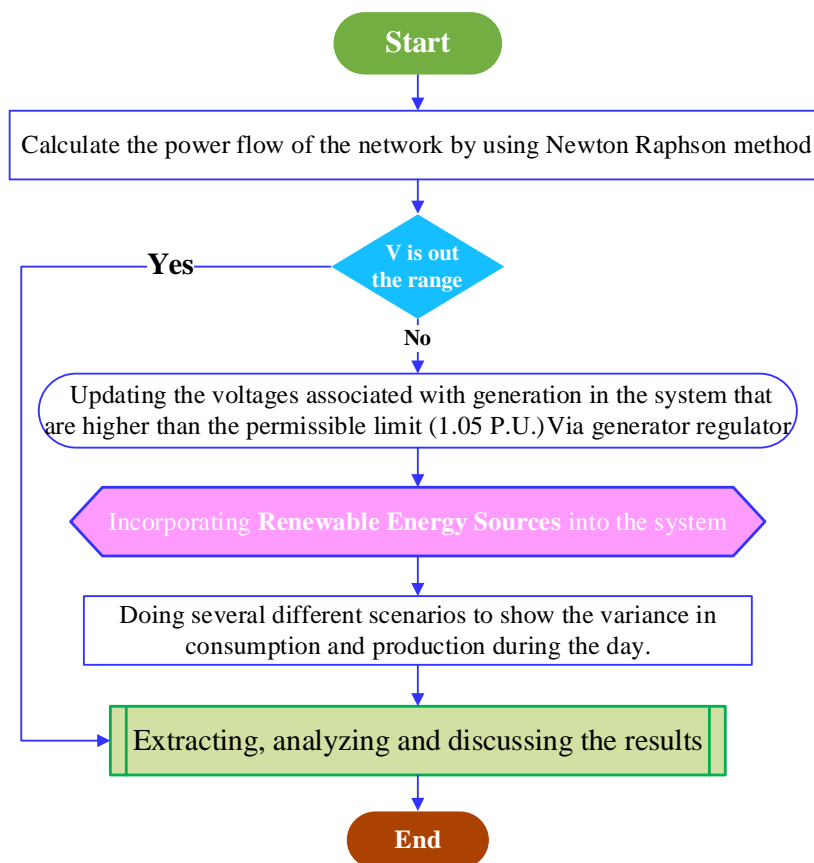 Start
Calculate the power flow of the network by using Newton Raphson method
V is out
the range
Yes
No
Updating the voltages associated with generation in the system that
are higher than the permissible limit (1.05 P.U.) Via generator regulator
Incorporating Renewable Energy Sources into the system
Doing several different scenarios to show the variance in
consumption and production during the day.
Extracting, analyzing and discussing the results
End